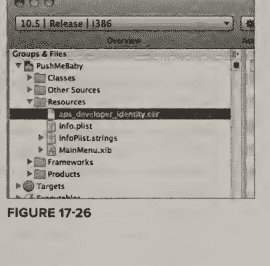 10.5 | Release | i386
Overview
Groups & Files
PushMeBaby
Classes
Other Sources
Resources
aps_developer_identity.cer
Info.plist
InfoPlist.strings
MainMenu.xib
Frameworks
Products
Targets
Executables
FIGURE 17-26